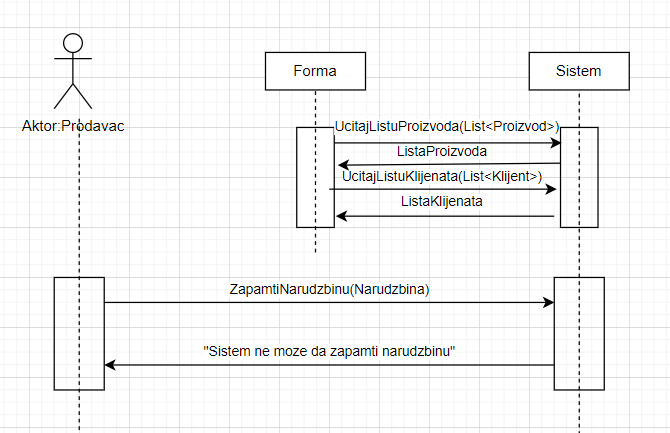 Forma
Sistem
Aktor:Prodavac
UcitajListuProizvoda(List<Proizvod>)
ListaProizvoda
UcitajListuKlijenata(List<Klijent>)
ListaKlijenata
ZapamtiNarudzbinu(Narudzbina)
"Sistem ne moze da zapamti narudzbinu"